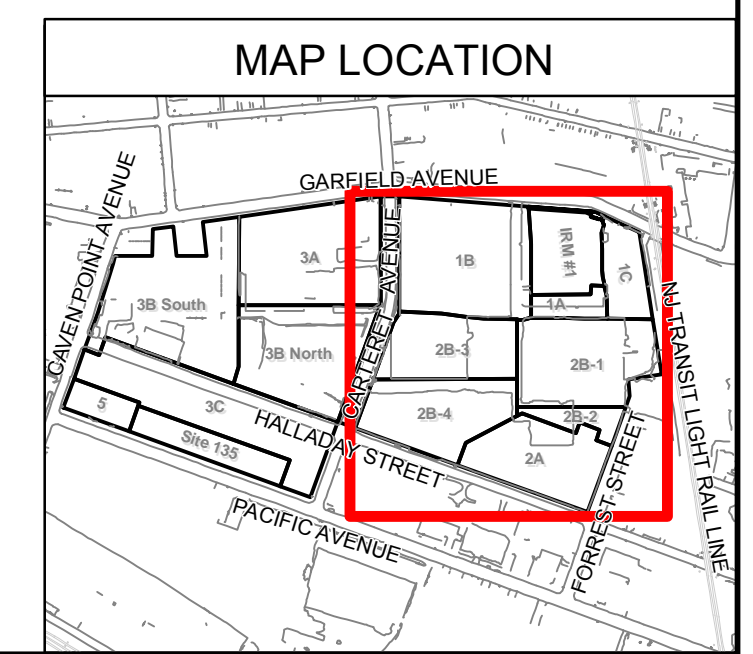 MAP LOCATION
GARFIELD AVENUE
CAVEN POINT AVENUE
CARTERET AVENUE
NJ TRANSIT LIGHT RAIL LINE
3A
1B
IRM #1
1C
1A
3B South
3B North
2B-3
2B-1
5
3C
Site 135
HALLADAY STREET
2B-4
2B-2
2A
FORREST STREET
PACIFIC AVENUE